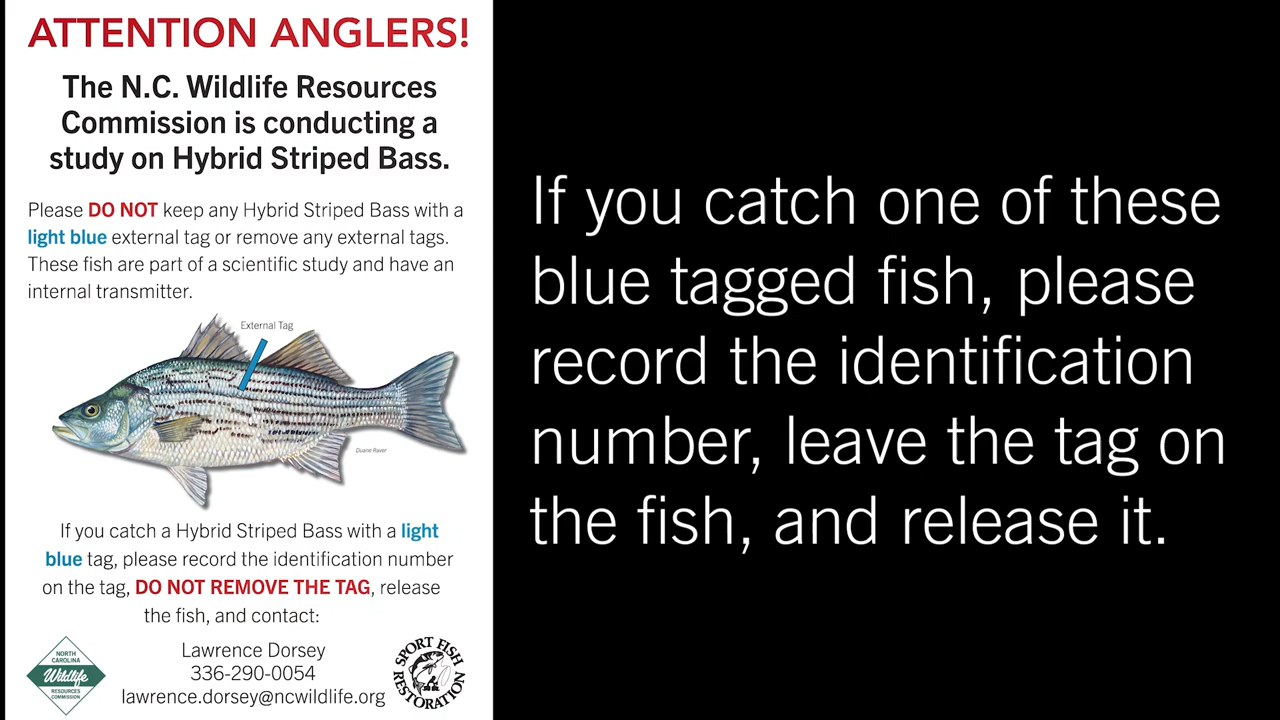 ATTENTION ANGLERS!
The N.C. Wildlife Resources
Commission is conducting a
study on Hybrid Striped Bass.
Please DO NOT keep any Hybrid Striped Bass with a
light blue external tag or remove any external tags.
These fish are part of a scientific study and have an
internal transmitter.
External Tag
Duane Raver
If you catch a Hybrid Striped Bass with a light
blue tag, please record the identification number
on the tag, DO NOT REMOVE THE TAG, release
the fish, and contact:
Lawrence Dorsey
336-290-0054
lawrence.dorsey@ncwildlife.org
NORTH
CAROLINA
Wildlife
RESOURCES
COMMISSION
SPORT FISH
RESTORATION
If you catch one of these
blue tagged fish, please
record the identification
number, leave the tag on
the fish, and release it.